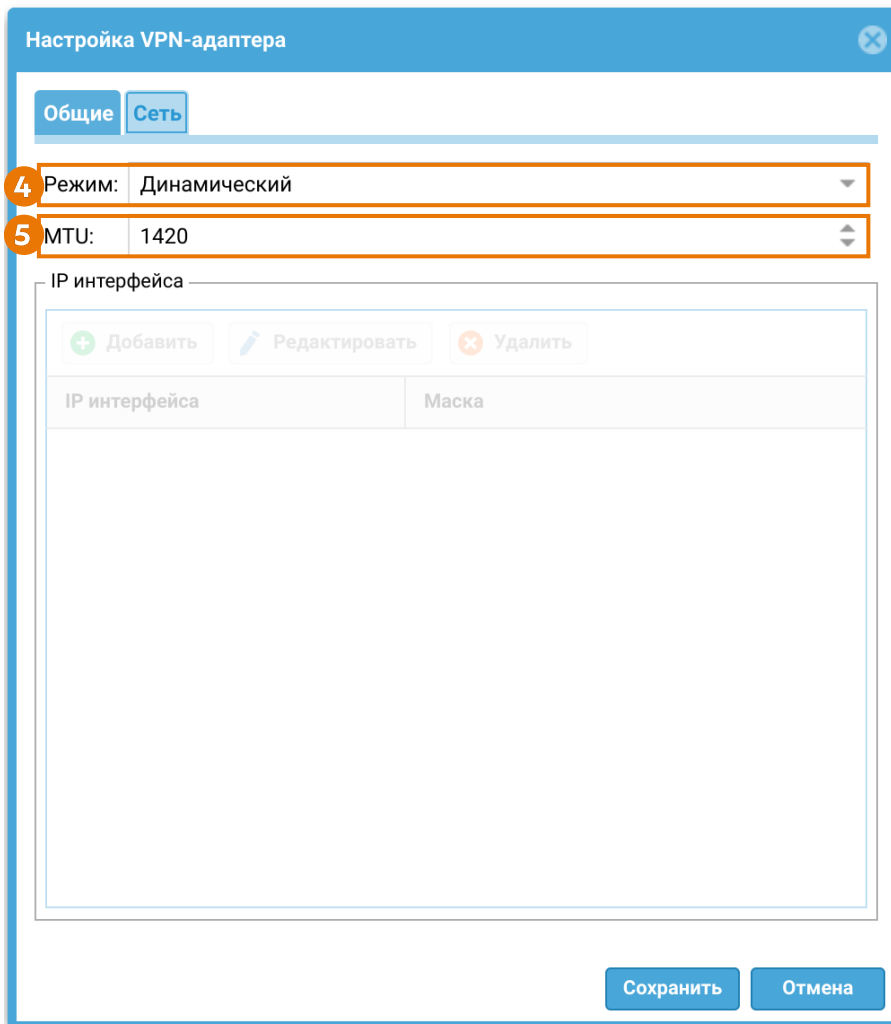 Настройка VPN-адаптера
Общие Сеть
4 Режим: Динамический
5 MTU: 1420
IP интерфейса
Добавить Редактировать Удалить
IP интерфейса Маска
Сохранить Отмена